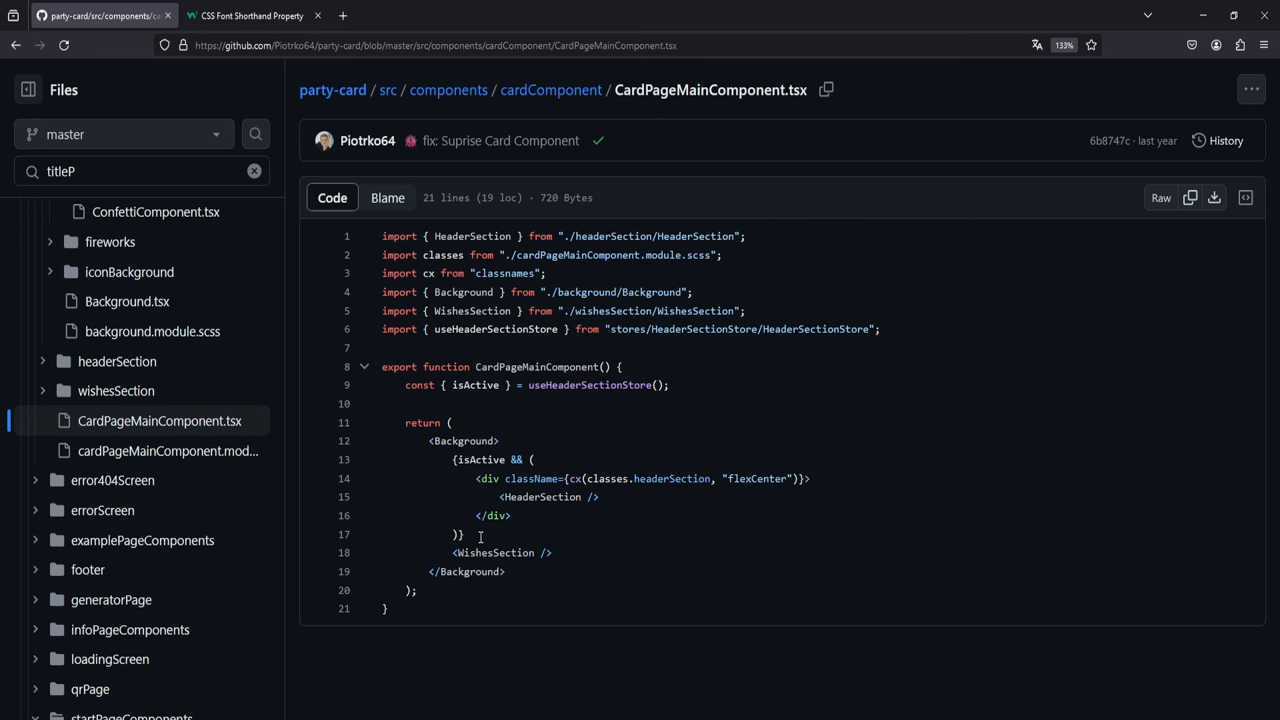 party-card/src/components/ca
CSS Font Shorthand Property
https://github.com/Piotrko64/party-card/blob/master/src/components/cardComponent/CardPageMainComponent.tsx
133%
Files
party-card / src / components / cardComponent / CardPageMainComponent.tsx
master
Piotrko64 fix: Suprise Card Component
6b8747c · last year
History
titleP
Code
Blame
21 lines (19 loc) · 720 Bytes
Raw
ConfettiComponent.tsx
fireworks
iconBackground
Background.tsx
background.module.scss
headerSection
wishesSection
CardPageMainComponent.tsx
cardPageMainComponent.mod...
error404Screen
errorScreen
examplePageComponents
footer
generatorPage
infoPageComponents
loadingScreen
qrPage
startPageComponents
1 import { HeaderSection } from "./headerSection/HeaderSection";
2 import classes from "./cardPageMainComponent.module.scss";
3 import cx from "classnames";
4 import { Background } from "./background/Background";
5 import { WishesSection } from "./wishesSection/WishesSection";
6 import { useHeaderSectionStore } from "stores/HeaderSectionStore/HeaderSectionStore";
7
8 export function CardPageMainComponent() {
9 const { isActive } = useHeaderSectionStore();
10
11 return (
12 <Background>
13 {isActive && (
14 <div className={cx(classes.headerSection, "flexCenter")}>
15 <HeaderSection />
16 </div>
17 )}
18 <WishesSection />
19 </Background>
20 );
21 }